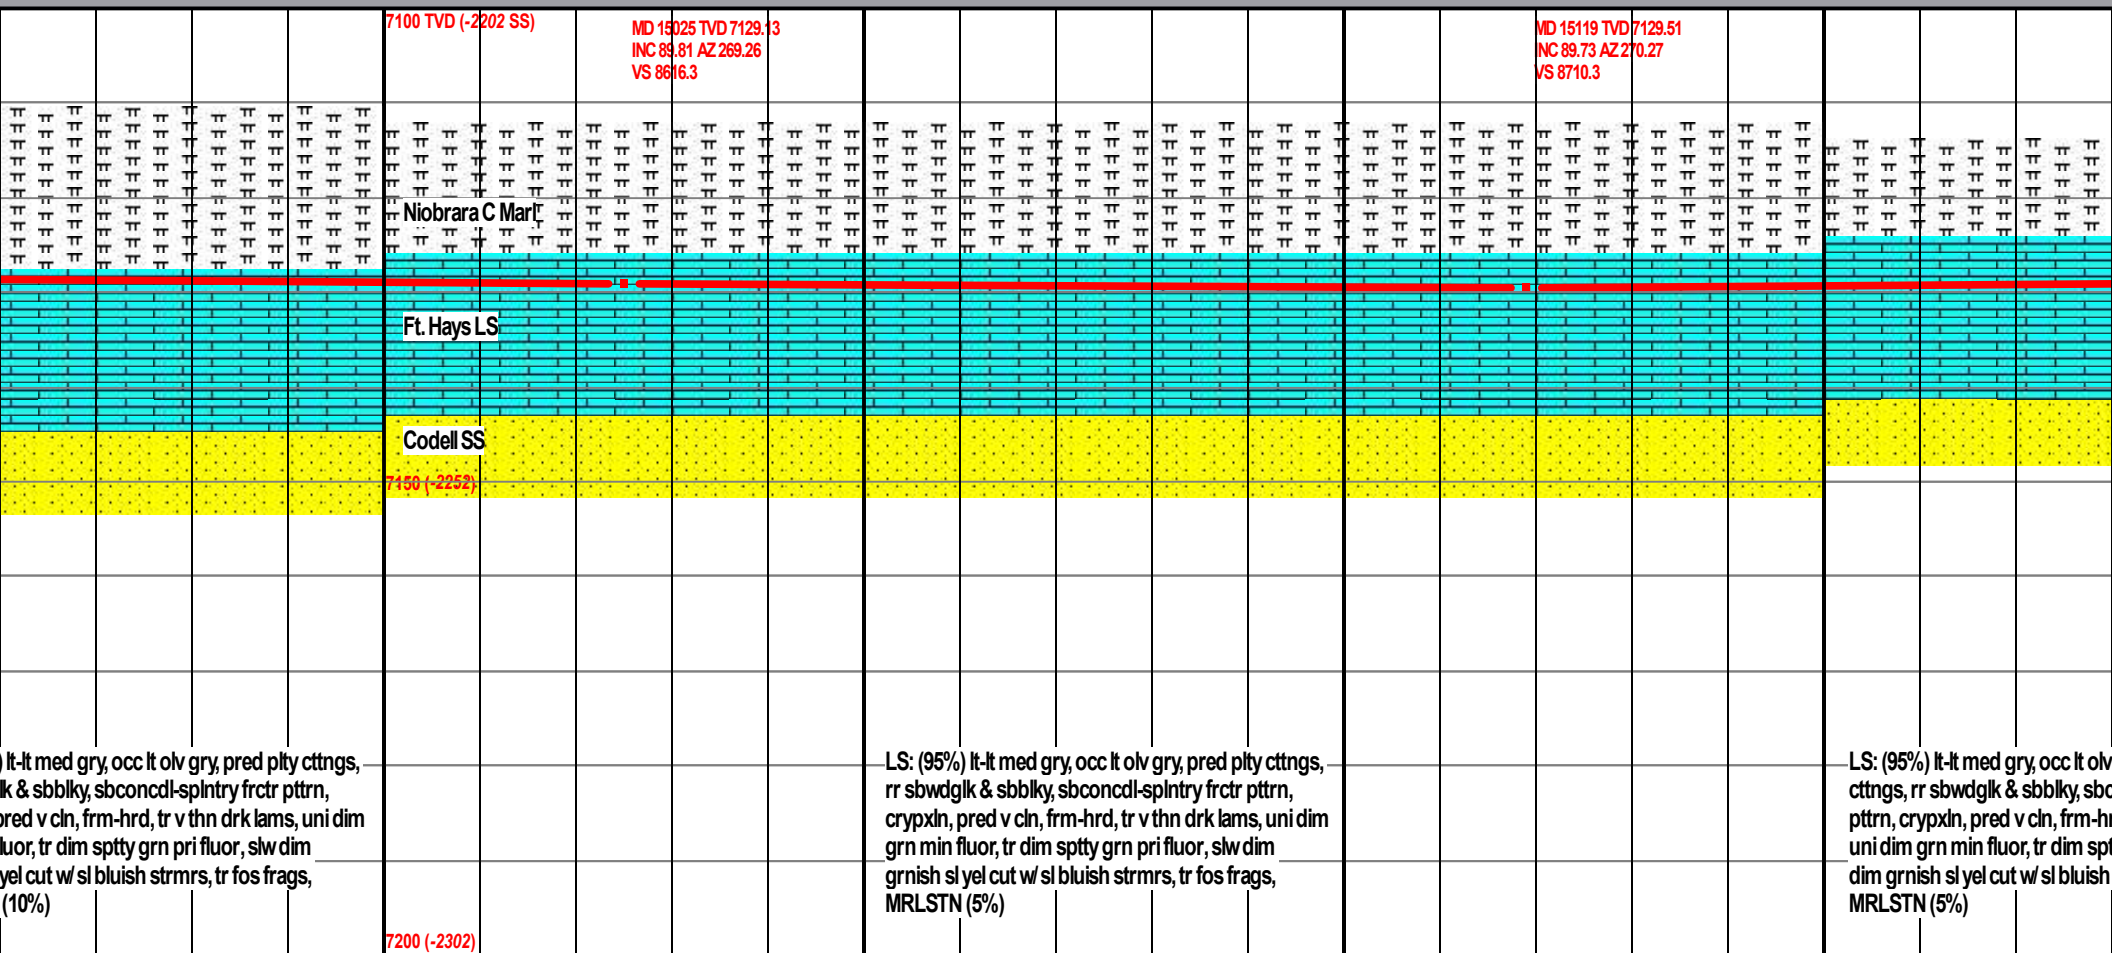 7100 TVD (-2202 SS)
MD 15025 TVD 7129.13
INC 89.81 AZ 269.26
VS 8616.3
MD 15119 TVD 7129.51
INC 89.73 AZ 270.27
VS 8710.3
Niobrara C Marl
Ft. Hays LS
Codell SS
7150 (-2252)
) lt-lt med gry, occ lt olv gry, pred plty cttngs,
lk & sbblky, sbconcdl-splntry frctr pttrn,
pred v cln, frm-hrd, tr v thn drk lams, uni dim
luor, tr dim sptty grn pri fluor, slw dim
yel cut w/ sl bluish strmrs, tr fos frags,
(10%)
LS: (95%) lt-lt med gry, occ lt olv gry, pred plty cttngs,
rr sbwdglk & sbblky, sbconcdl-splntry frctr pttrn,
crypxln, pred v cln, frm-hrd, tr v thn drk lams, uni dim
grn min fluor, tr dim sptty grn pri fluor, slw dim
grnish sl yel cut w/ sl bluish strmrs, tr fos frags,
MRLSTN (5%)
LS: (95%) lt-lt med gry, occ lt olv
cttngs, rr sbwdglk & sbblky, sbc
pttrn, crypxln, pred v cln, frm-hr
uni dim grn min fluor, tr dim spt
dim grnish sl yel cut w/ sl bluish
MRLSTN (5%)
7200 (-2302)